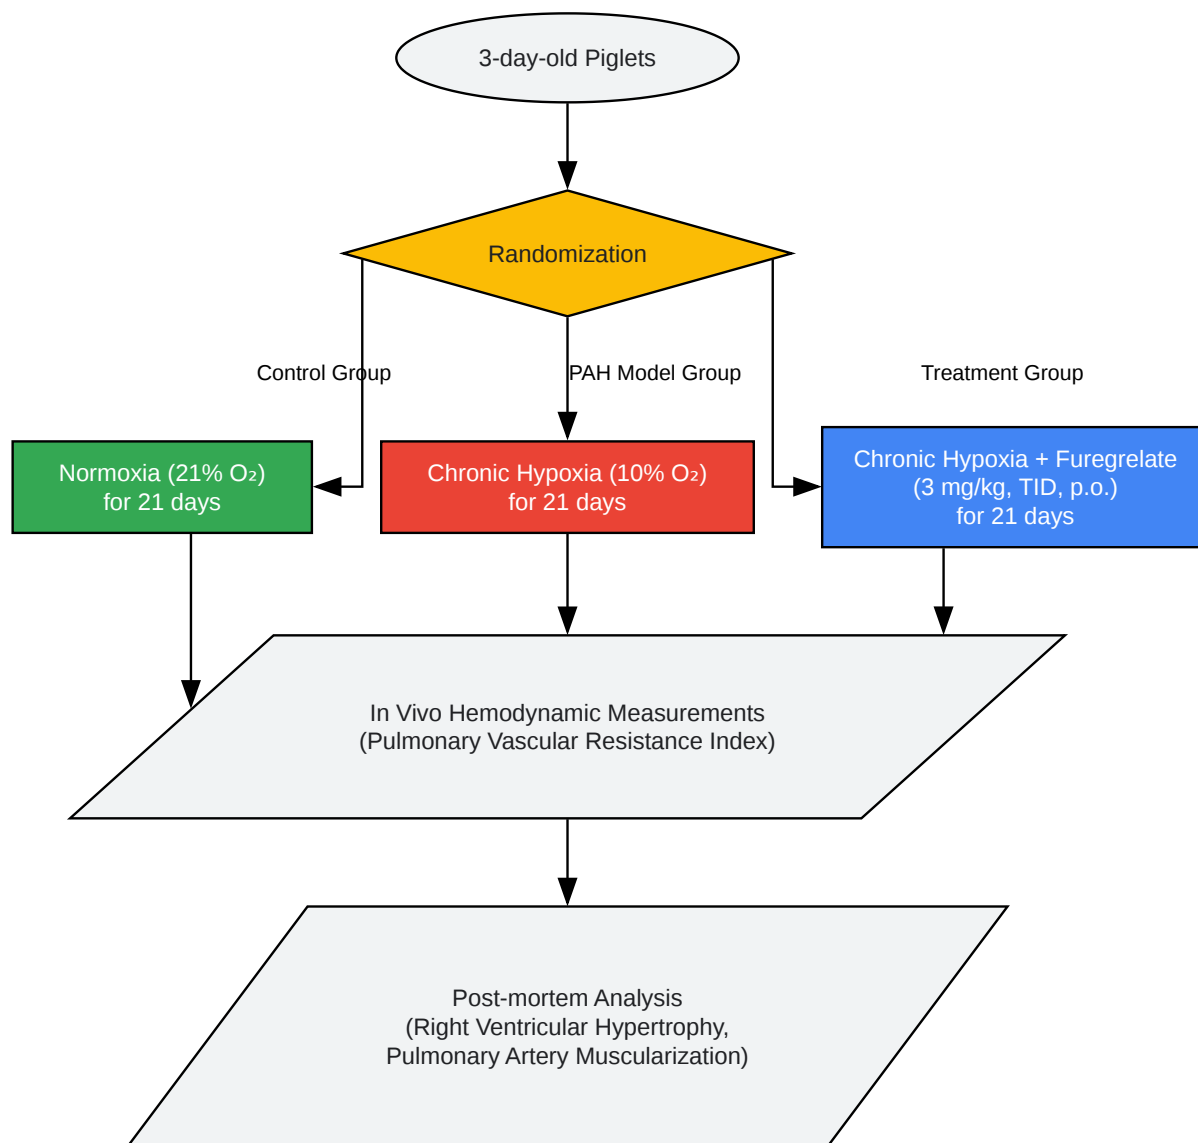 3-day-old Piglets
Randomization
Control Group
PAH Model Group
Treatment Group
Normoxia (21% O₂)
for 21 days
Chronic Hypoxia (10% O₂)
for 21 days
Chronic Hypoxia + Furegrelate
(3 mg/kg, TID, p.o.)
for 21 days
In Vivo Hemodynamic Measurements
(Pulmonary Vascular Resistance Index)
Post-mortem Analysis
(Right Ventricular Hypertrophy,
Pulmonary Artery Muscularization)